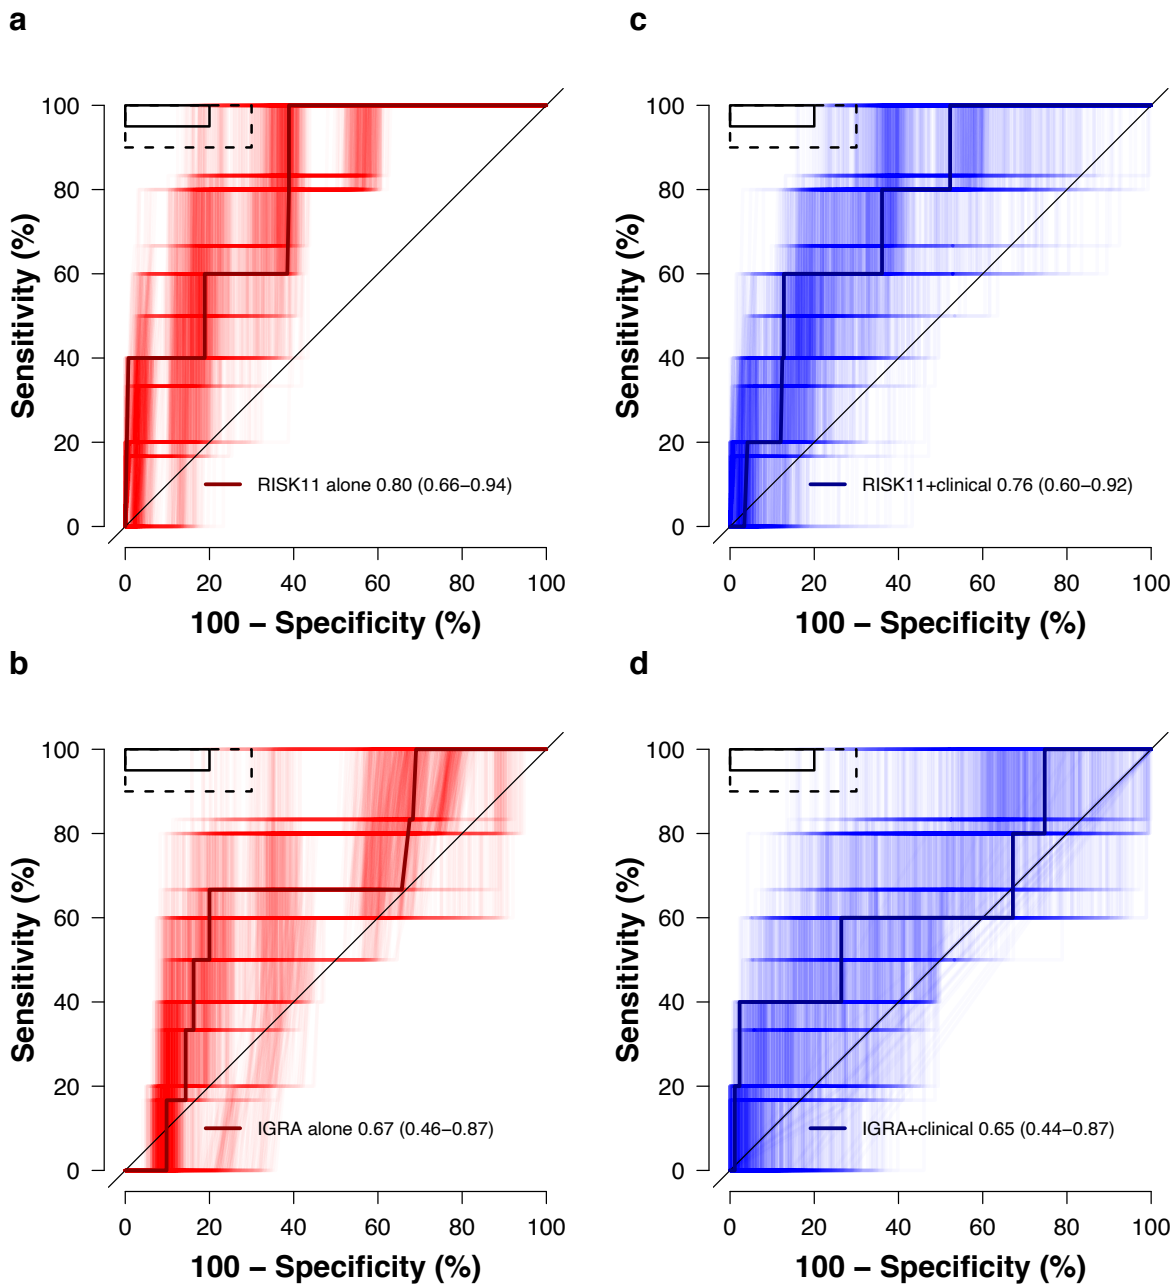 a
100
80
60
40
20
0
Sensitivity (%)
RISK11 alone 0.80 (0.66–0.94)
0 20 40 60 80 100
100 – Specificity (%)
c
100
80
60
40
20
0
Sensitivity (%)
RISK11+clinical 0.76 (0.60–0.92)
0 20 40 60 80 100
100 – Specificity (%)
b
100
80
60
40
20
0
Sensitivity (%)
IGRA alone 0.67 (0.46–0.87)
0 20 40 60 80 100
100 – Specificity (%)
d
100
80
60
40
20
0
Sensitivity (%)
IGRA+clinical 0.65 (0.44–0.87)
0 20 40 60 80 100
100 – Specificity (%)